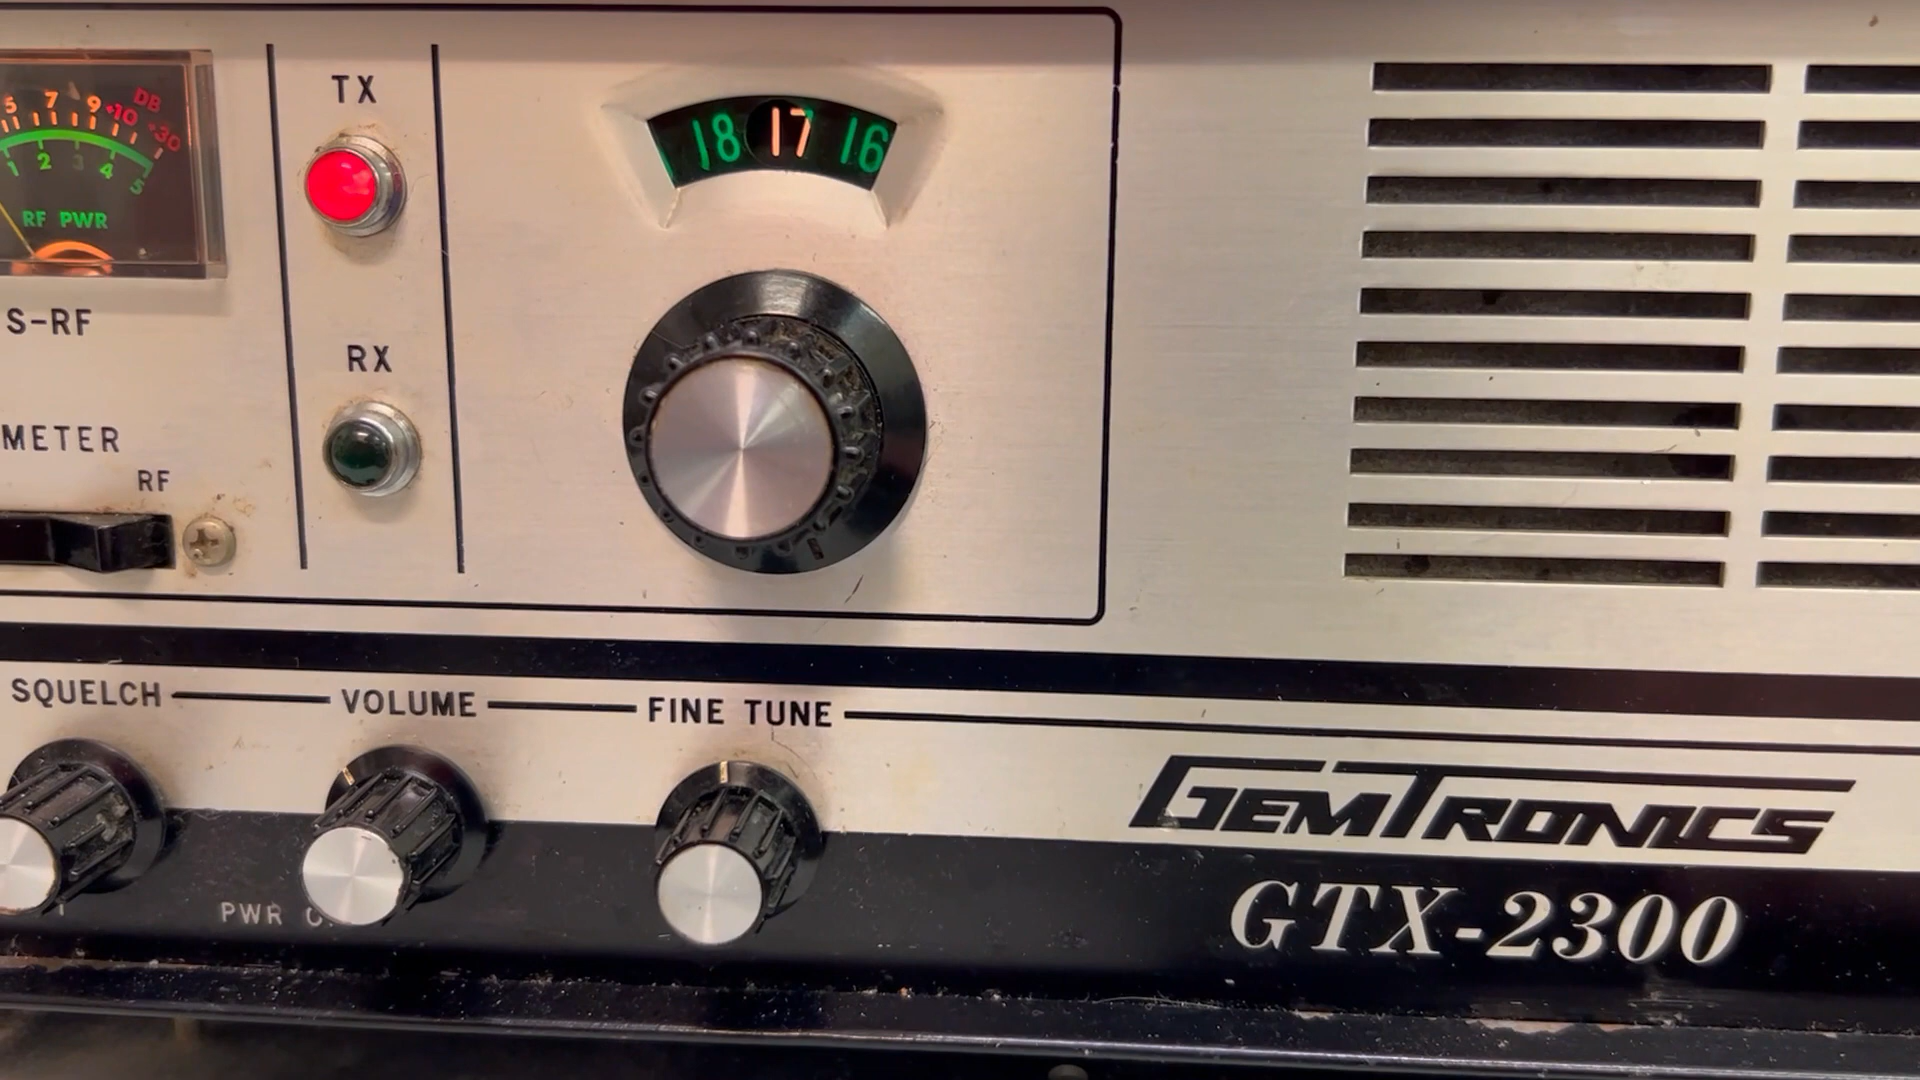 TX
5 7 9 +10 +30
DB
1 2 3 4 5
RF PWR
18 17 16
S-RF
RX
METER
RF
SQUELCH VOLUME FINE TUNE
GEMTRONICS
PWR
GTX-2300